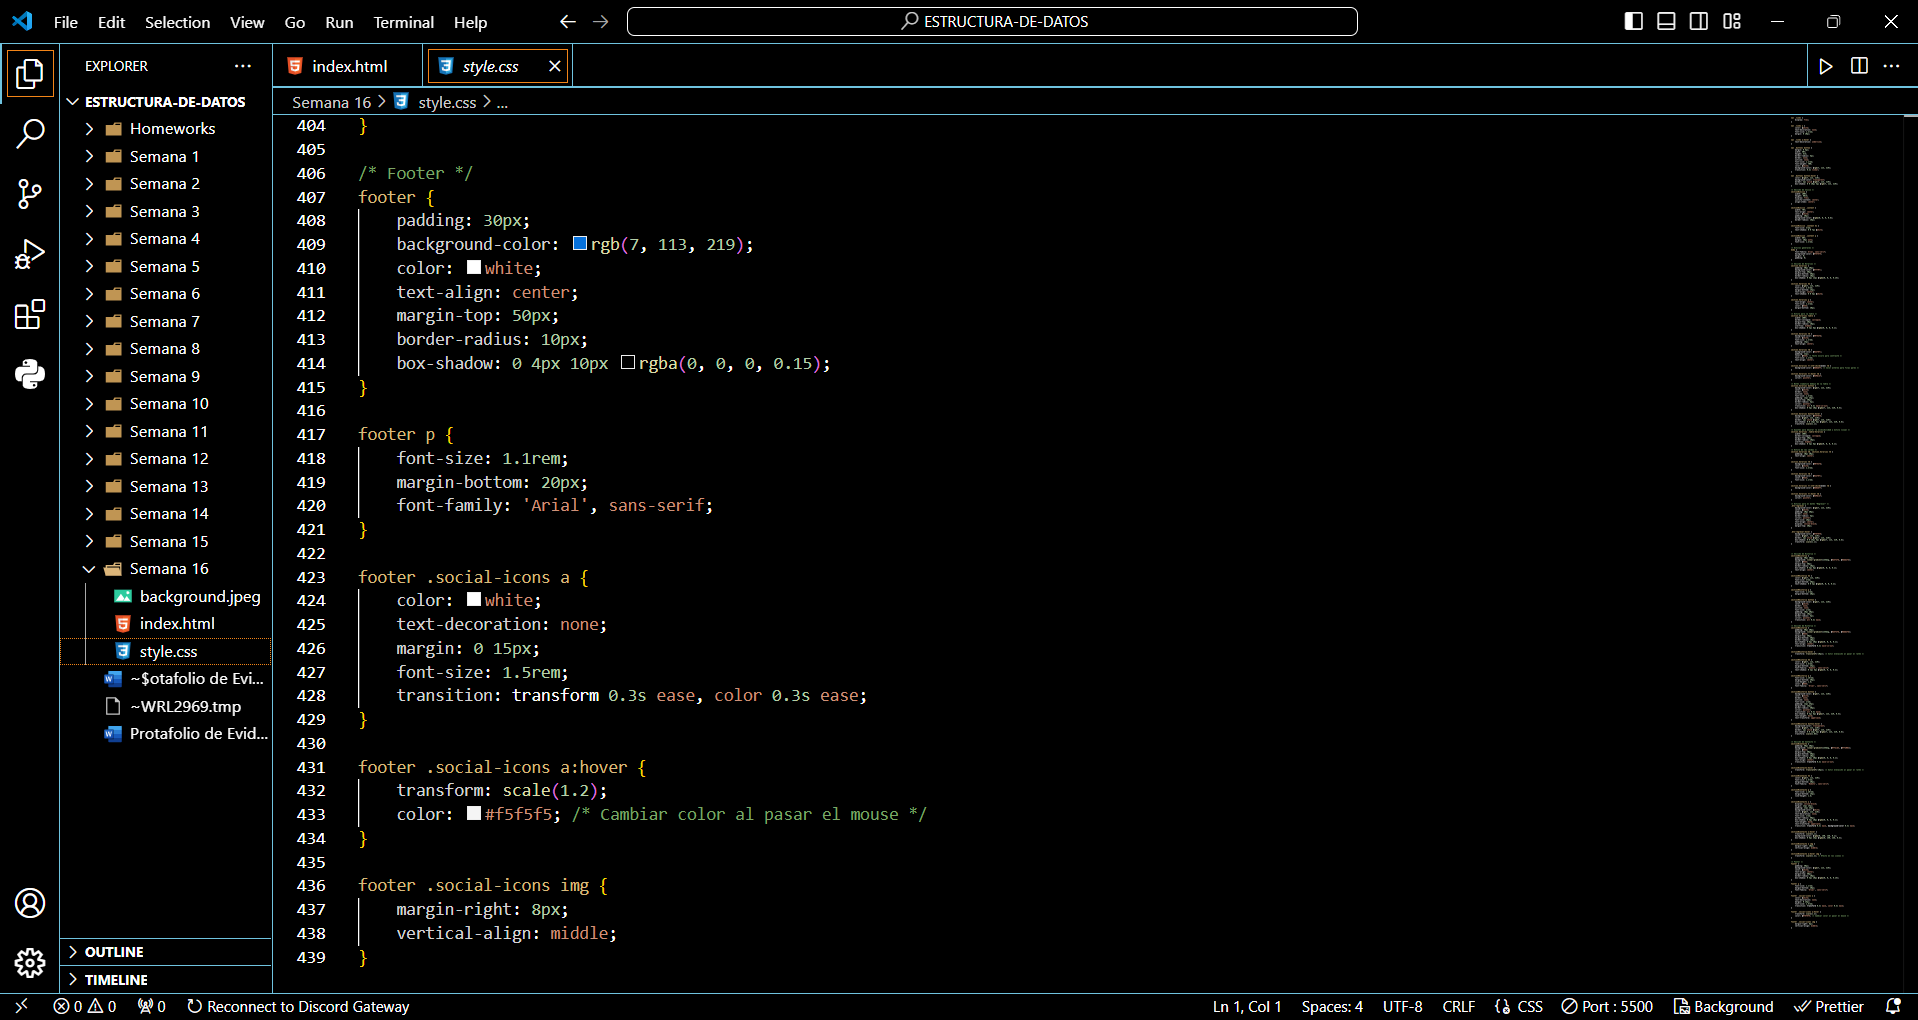 File Edit Selection View Go Run Terminal Help
ESTRUCTURA-DE-DATOS
EXPLORER
ESTRUCTURA-DE-DATOS
Homeworks
Semana 1
Semana 2
Semana 3
Semana 4
Semana 5
Semana 6
Semana 7
Semana 8
Semana 9
Semana 10
Semana 11
Semana 12
Semana 13
Semana 14
Semana 15
Semana 16
background.jpeg
index.html
style.css
~$otafolio de Evi...
~WRL2969.tmp
Protafolio de Evid...
OUTLINE
TIMELINE
index.html
style.css
Semana 16 > style.css > ...
404 }
405
406 /* Footer */
407 footer {
408 padding: 30px;
409 background-color: rgb(7, 113, 219);
410 color: white;
411 text-align: center;
412 margin-top: 50px;
413 border-radius: 10px;
414 box-shadow: 0 4px 10px rgba(0, 0, 0, 0.15);
415 }
416
417 footer p {
418 font-size: 1.1rem;
419 margin-bottom: 20px;
420 font-family: 'Arial', sans-serif;
421 }
422
423 footer .social-icons a {
424 color: white;
425 text-decoration: none;
426 margin: 0 15px;
427 font-size: 1.5rem;
428 transition: transform 0.3s ease, color 0.3s ease;
429 }
430
431 footer .social-icons a:hover {
432 transform: scale(1.2);
433 color: #f5f5f5; /* Cambiar color al pasar el mouse */
434 }
435
436 footer .social-icons img {
437 margin-right: 8px;
438 vertical-align: middle;
439 }
0 0 0 Reconnect to Discord Gateway
Ln 1, Col 1 Spaces: 4 UTF-8 CRLF {} CSS Port : 5500 Background Prettier